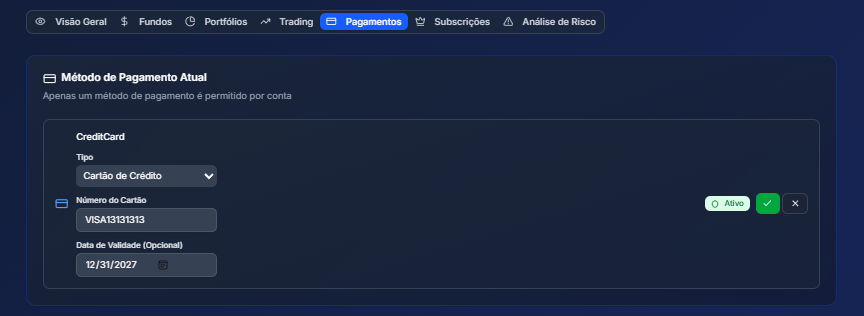 Visão Geral Fundos Portfólios Trading Pagamentos Subscrições Análise de Risco
Método de Pagamento Atual
Apenas um método de pagamento é permitido por conta
CreditCard
Tipo
Cartão de Crédito
Número do Cartão
VISA13131313
Ativo
Data de Validade (Opcional)
12/31/2027